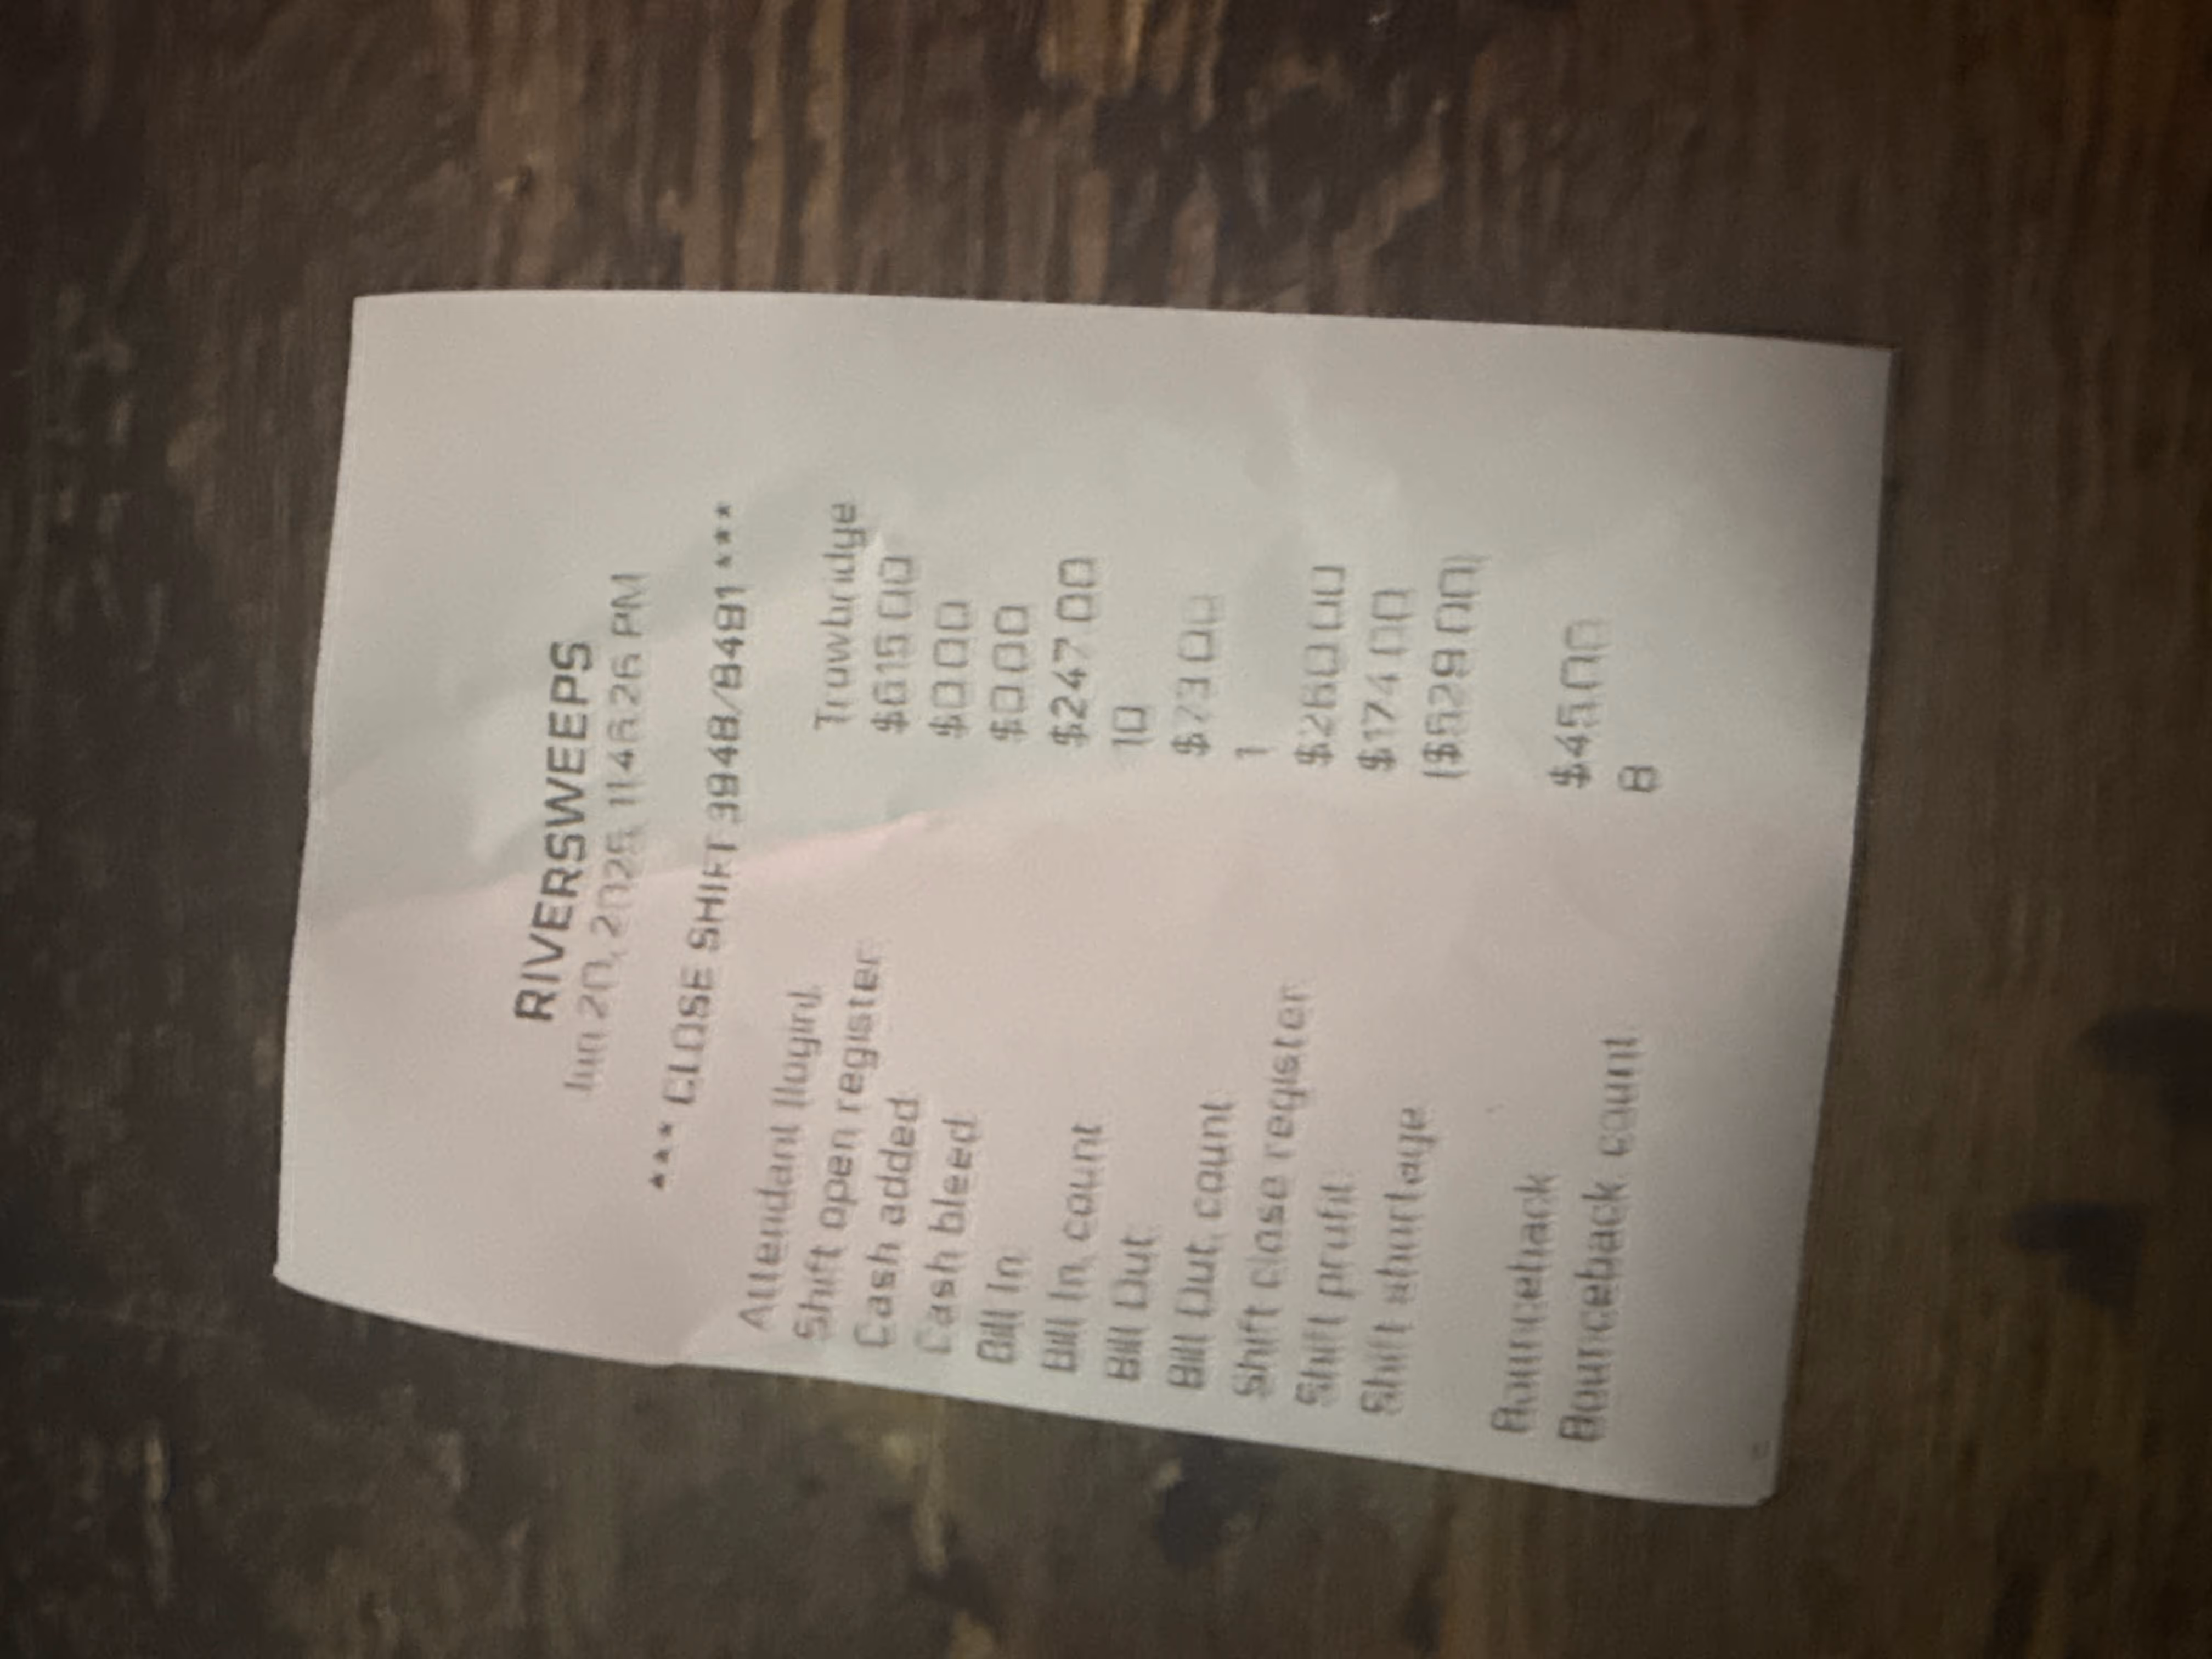 RIVERSWEEPS
Jun 20, 2025, 11:46:26 PM
*** CLOSE SHIFT 3948/8491 ***
Attendant (login): Trowbridge
Shift open register: $615.00
Cash added: $0.00
Cash bleed: $0.00
Bill In: $247.00
Bill In, count: 10
Bill Out: $73.00
Bill Out, count: 1
Shift close register: $260.00
Shift profit: $174.00
Shift shortage: ($529.00)
Bounceback: $45.00
Bounceback count: 8